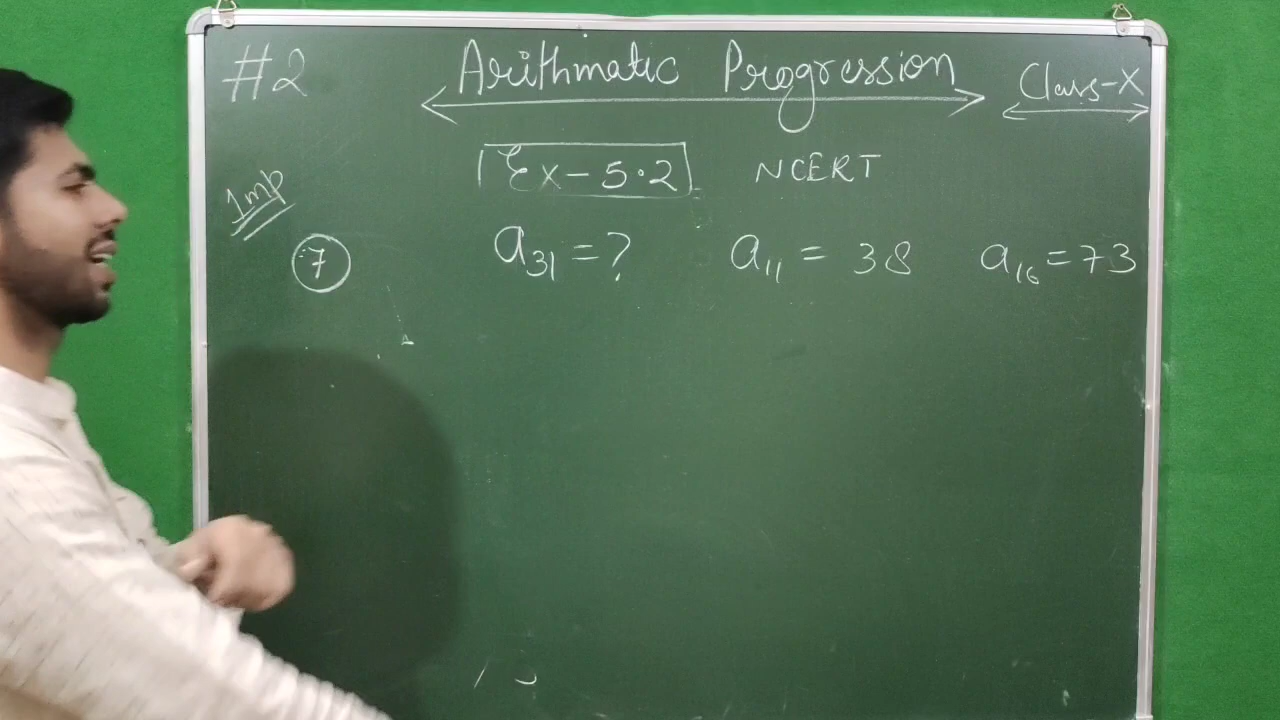 #2 Arithmatic Progression Class-X
Ex-5.2 NCERT
Imp
7 a31 = ? a11 = 38 a16 = 73